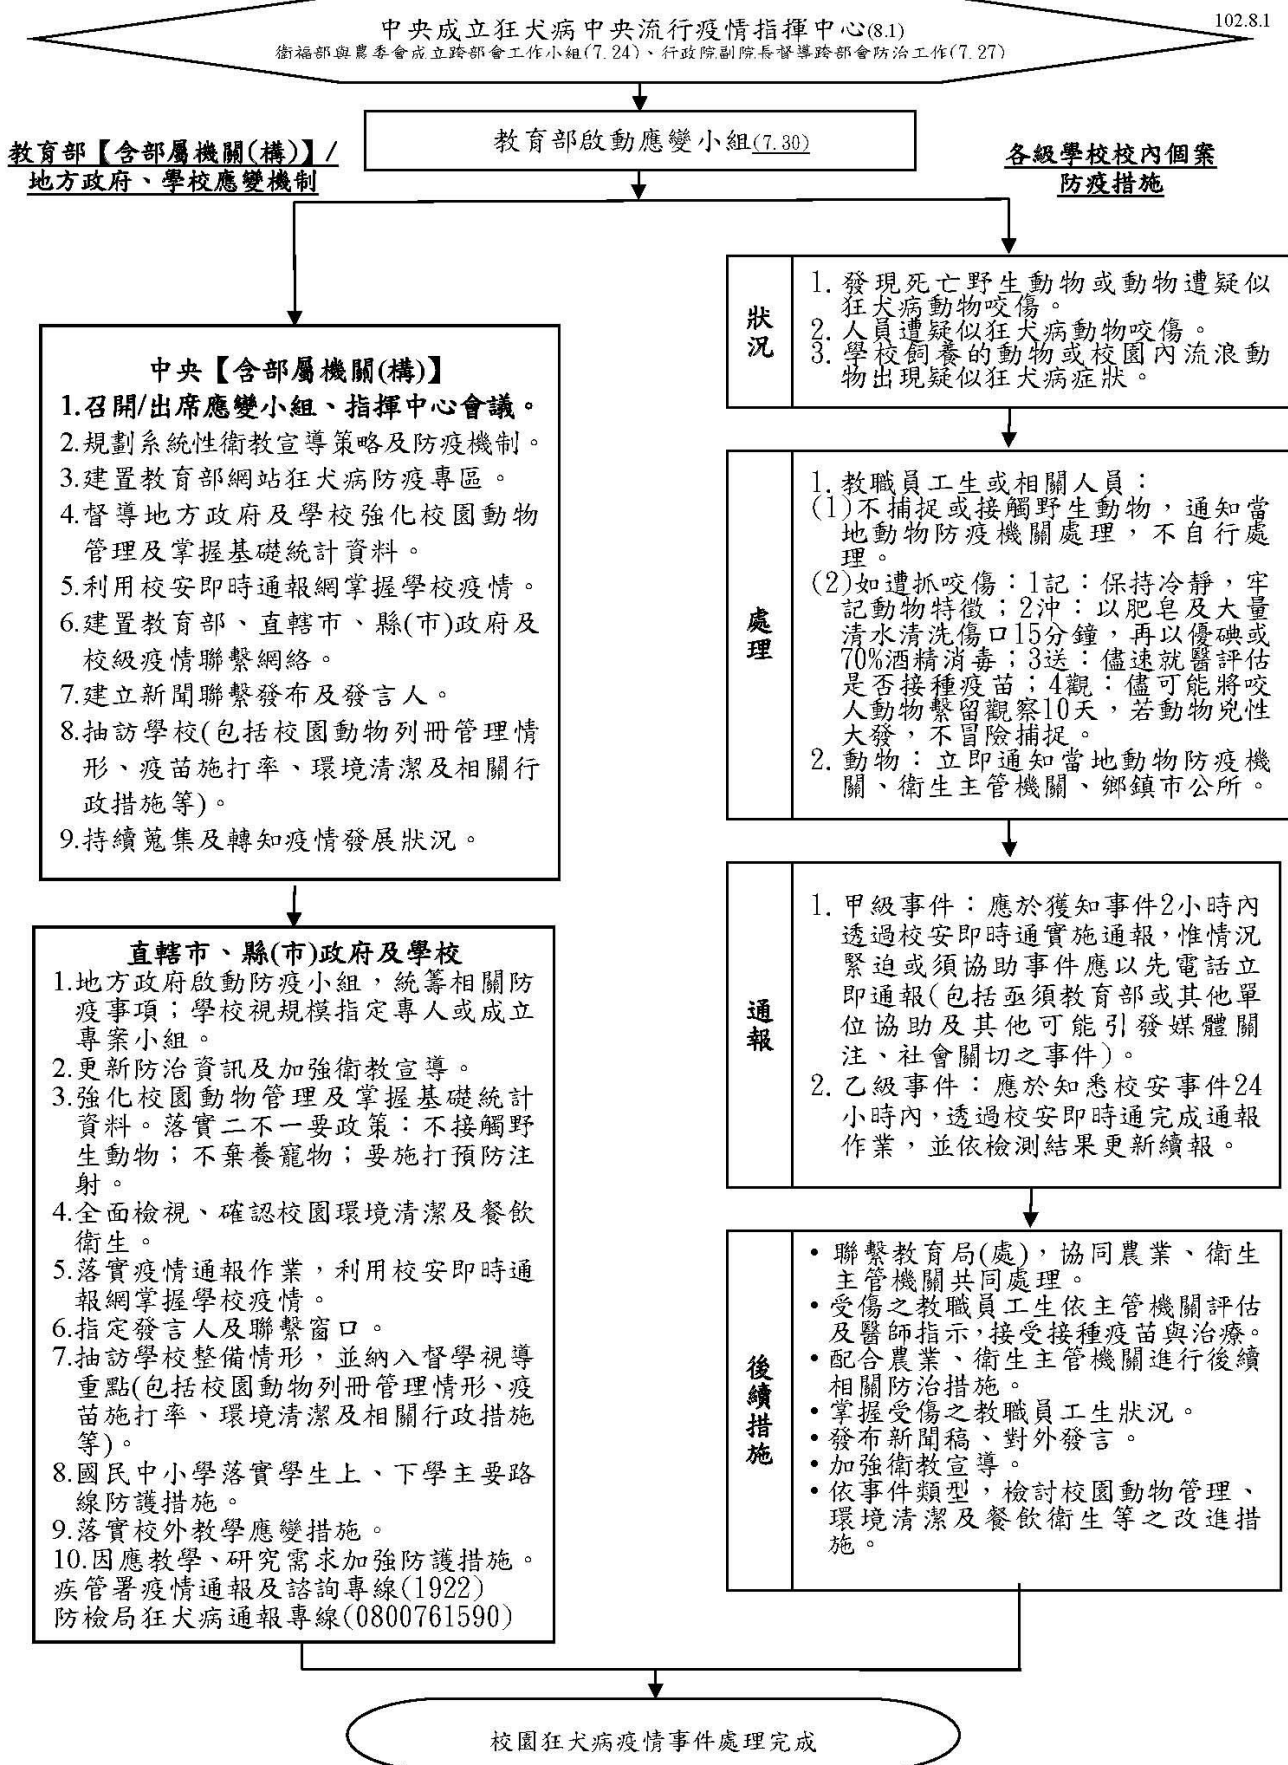 102.8.1
中央成立狂犬病中央流行疫情指揮中心(8.1)
衛福部與農委會成立跨部會工作小組(7.24)、行政院副院長督導跨部會防治工作(7.27)
教育部啟動應變小組(7.30)
教育部【含部屬機關(構)】/
地方政府、學校應變機制
中央【含部屬機關(構)】
1.召開/出席應變小組、指揮中心會議。
2.規劃系統性衛教宣導策略及防疫機制。
3.建置教育部網站狂犬病防疫專區。
4.督導地方政府及學校強化校園動物
管理及掌握基礎統計資料。
5.利用校安即時通報網掌握學校疫情。
6.建置教育部、直轄市、縣(市)政府及
校級疫情聯繫網絡。
7.建立新聞聯繫發布及發言人。
8.抽訪學校(包括校園動物列冊管理情
形、疫苗施打率、環境清潔及相關行
政措施等)。
9.持續蒐集及轉知疫情發展狀況。
直轄市、縣(市)政府及學校
1.地方政府啟動防疫小組，統籌相關防
疫事項；學校視規模指定專人或成立
專案小組。
2.更新防治資訊及加強衛教宣導。
3.強化校園動物管理及掌握基礎統計
資料。落實二不一要政策：不接觸野
生動物；不棄養寵物；要施打預防注
射。
4.全面檢視、確認校園環境清潔及餐飲
衛生。
5.落實疫情通報作業，利用校安即時通
報網掌握學校疫情。
6.指定發言人及聯繫窗口。
7.抽訪學校整備情形，並納入督學視導
重點(包括校園動物列冊管理情形、疫
苗施打率、環境清潔及相關行政措施
等)。
8.國民中小學落實學生上、下學主要路
線防護措施。
9.落實校外教學應變措施。
10.因應教學、研究需求加強防護措施。
疾管署疫情通報及諮詢專線(1922)
防檢局狂犬病通報專線(0800761590)
各級學校校內個案
防疫措施
狀況
1. 發現死亡野生動物或動物遭疑似
狂犬病動物咬傷。
2. 人員遭疑似狂犬病動物咬傷。
3. 學校飼養的動物或校園內流浪動
物出現疑似狂犬病症狀。
處理
1. 教職員工生或相關人員：
(1)不捕捉或接觸野生動物，通知當
地動物防疫機關處理，不自行處
理。
(2)如遭抓咬傷：1記：保持冷靜，牢
記動物特徵；2沖：以肥皂及大量
清水清洗傷口15分鐘，再以優碘或
70%酒精消毒；3送：儘速就醫評估
是否接種疫苗；4觀：儘可能將咬
人動物繫留觀察10天，若動物兇性
大發，不冒險捕捉。
2. 動物：立即通知當地動物防疫機
關、衛生主管機關、鄉鎮市公所。
通報
1. 甲級事件：應於獲知事件2小時內
透過校安即時通實施通報，惟情況
緊迫或須協助事件應以先電話立
即通報(包括亟須教育部或其他單
位協助及其他可能引發媒體關
注、社會關切之事件)。
2. 乙級事件：應於知悉校安事件24
小時內，透過校安即時通完成通報
作業，並依檢測結果更新續報。
後續措施
• 聯繫教育局(處)，協同農業、衛生
主管機關共同處理。
• 受傷之教職員工生依主管機關評估
及醫師指示，接受接種疫苗與治療。
• 配合農業、衛生主管機關進行後續
相關防治措施。
• 掌握受傷之教職員工生狀況。
• 發布新聞稿、對外發言。
• 加強衛教宣導。
• 依事件類型，檢討校園動物管理、
環境清潔及餐飲衛生等之改進措
施。
校園狂犬病疫情事件處理完成